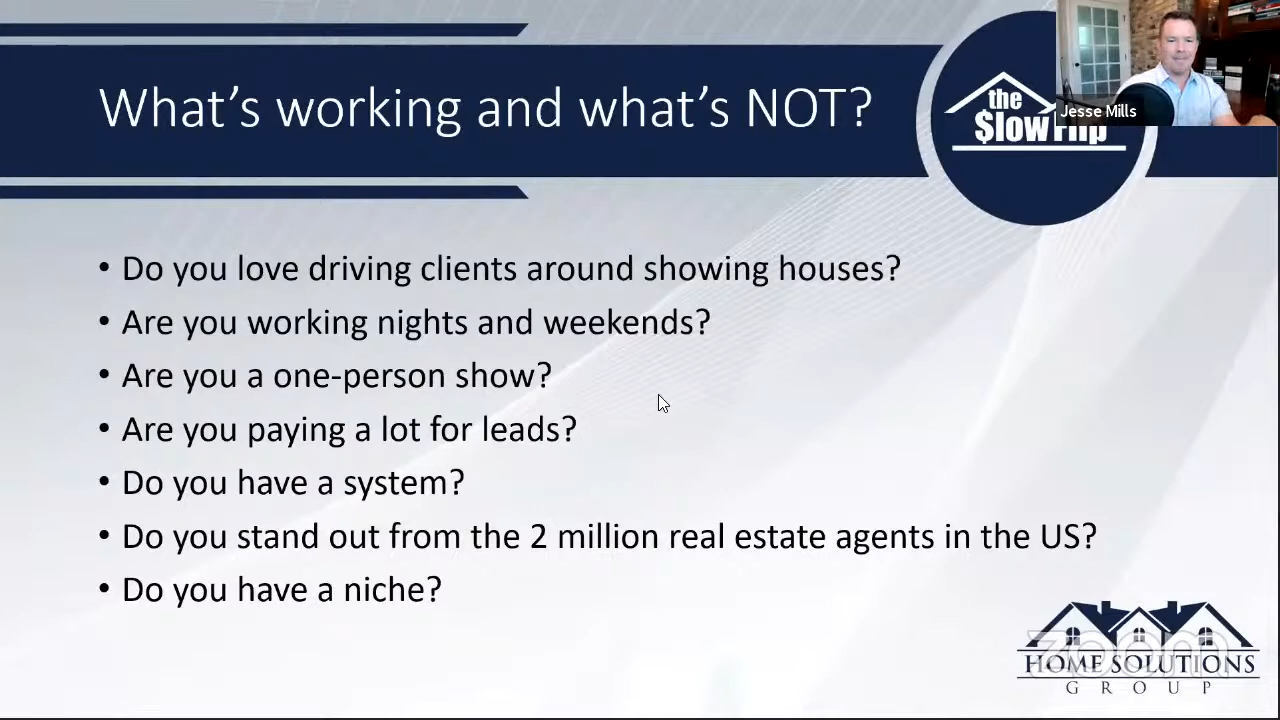 What's working and what's NOT?
the
$low Flip
Jesse Mills
• Do you love driving clients around showing houses?
• Are you working nights and weekends?
• Are you a one-person show?
• Are you paying a lot for leads?
• Do you have a system?
• Do you stand out from the 2 million real estate agents in the US?
• Do you have a niche?
zoom
HOME SOLUTIONS
GROUP